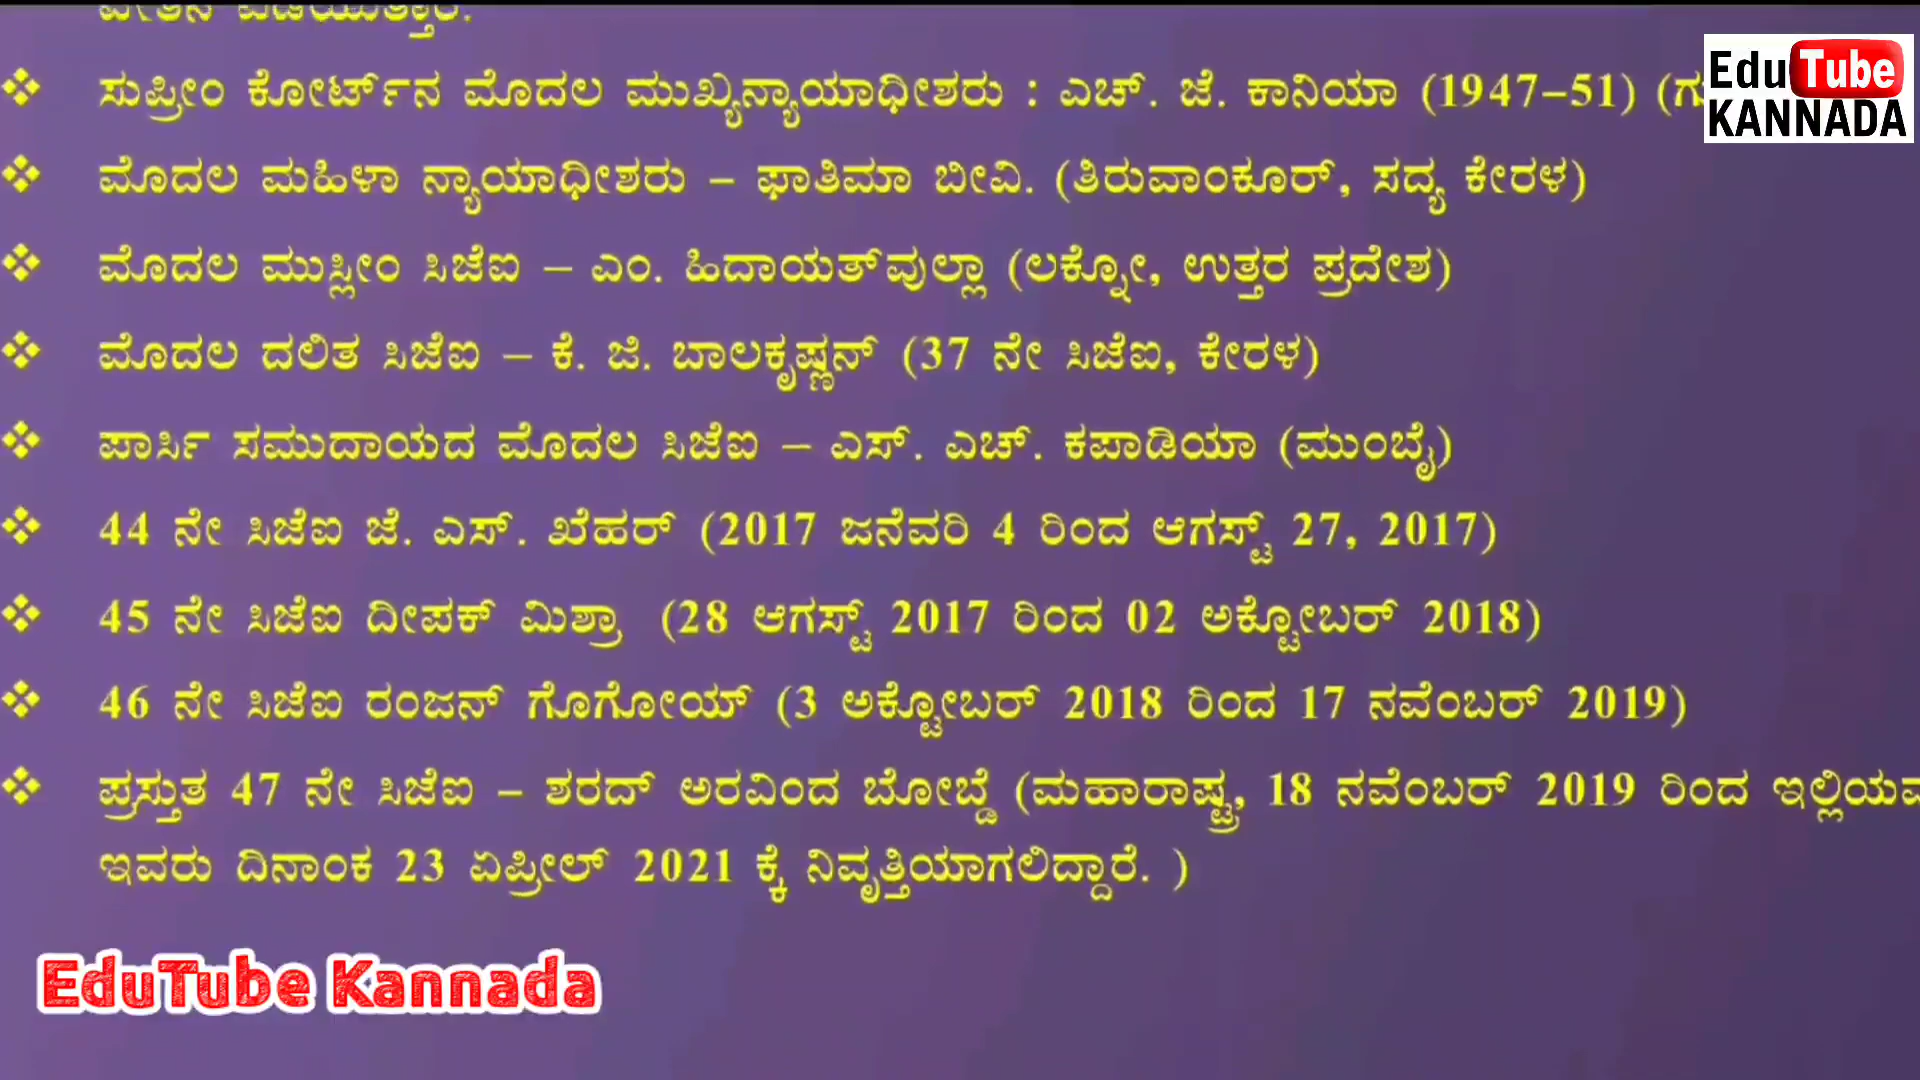 ❖ ಸುಪ್ರೀಂ ಕೋರ್ಟ್‌ನ ಮೊದಲ ಮುಖ್ಯನ್ಯಾಯಾಧೀಶರು : ಎಚ್. ಜೆ. ಕಾನಿಯಾ (1947–51)
Edu Tube
KANNADA
❖ ಮೊದಲ ಮಹಿಳಾ ನ್ಯಾಯಾಧೀಶರು – ಫಾತಿಮಾ ಬೀವಿ. (ತಿರುವಾಂಕೂರ್, ಸದ್ಯ ಕೇರಳ)
❖ ಮೊದಲ ಮುಸ್ಲೀಂ ಸಿಜೆಐ – ಎಂ. ಹಿದಾಯತ್‌ವುಲ್ಲಾ (ಲಕ್ನೋ, ಉತ್ತರ ಪ್ರದೇಶ)
❖ ಮೊದಲ ದಲಿತ ಸಿಜೆಐ – ಕೆ. ಜಿ. ಬಾಲಕೃಷ್ಣನ್ (37 ನೇ ಸಿಜೆಐ, ಕೇರಳ)
❖ ಪಾರ್ಸಿ ಸಮುದಾಯದ ಮೊದಲ ಸಿಜೆಐ – ಎಸ್. ಎಚ್. ಕಪಾಡಿಯಾ (ಮುಂಬೈ)
❖ 44 ನೇ ಸಿಜೆಐ ಜೆ. ಎಸ್. ಖೆಹರ್ (2017 ಜನೆವರಿ 4 ರಿಂದ ಆಗಸ್ಟ್ 27, 2017)
❖ 45 ನೇ ಸಿಜೆಐ ದೀಪಕ್ ಮಿಶ್ರಾ (28 ಆಗಸ್ಟ್ 2017 ರಿಂದ 02 ಅಕ್ಟೋಬರ್ 2018)
❖ 46 ನೇ ಸಿಜೆಐ ರಂಜನ್ ಗೊಗೋಯ್ (3 ಅಕ್ಟೋಬರ್ 2018 ರಿಂದ 17 ನವೆಂಬರ್ 2019)
❖ ಪ್ರಸ್ತುತ 47 ನೇ ಸಿಜೆಐ – ಶರದ್ ಅರವಿಂದ ಬೋಬ್ಡೆ (ಮಹಾರಾಷ್ಟ್ರ, 18 ನವೆಂಬರ್ 2019 ರಿಂದ
ಇವರು ದಿನಾಂಕ 23 ಏಪ್ರೀಲ್ 2021 ಕ್ಕೆ ನಿವೃತ್ತಿಯಾಗಲಿದ್ದಾರೆ. )
EduTube Kannada